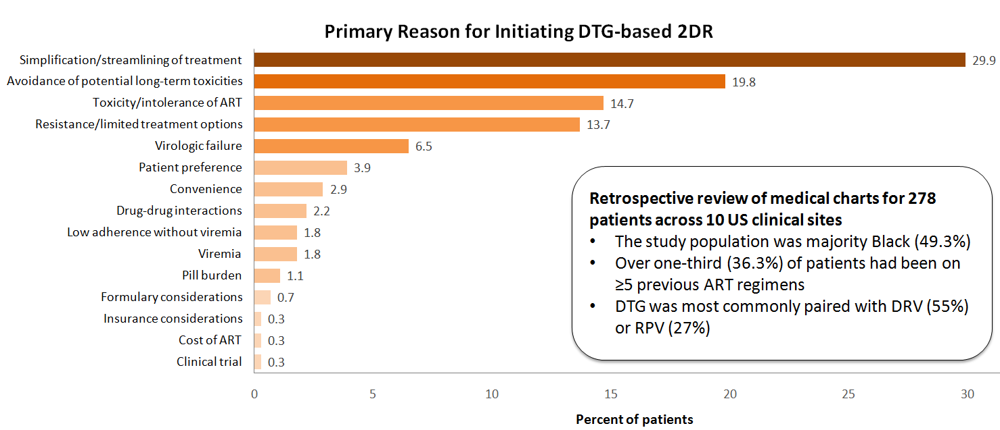 Primary Reason for Initiating DTG-based 2DR
Simplification/streamlining of treatment 29.9
Avoidance of potential long-term toxicities 19.8
Toxicity/intolerance of ART 14.7
Resistance/limited treatment options 13.7
Virologic failure 6.5
Patient preference 3.9
Convenience 2.9
Drug-drug interactions 2.2
Low adherence without viremia 1.8
Viremia 1.8
Pill burden 1.1
Formulary considerations 0.7
Insurance considerations 0.3
Cost of ART 0.3
Clinical trial 0.3
0 5 10 15 20 25 30
Percent of patients
Retrospective review of medical charts for 278
patients across 10 US clinical sites
• The study population was majority Black (49.3%)
• Over one-third (36.3%) of patients had been on
≥5 previous ART regimens
• DTG was most commonly paired with DRV (55%)
or RPV (27%)